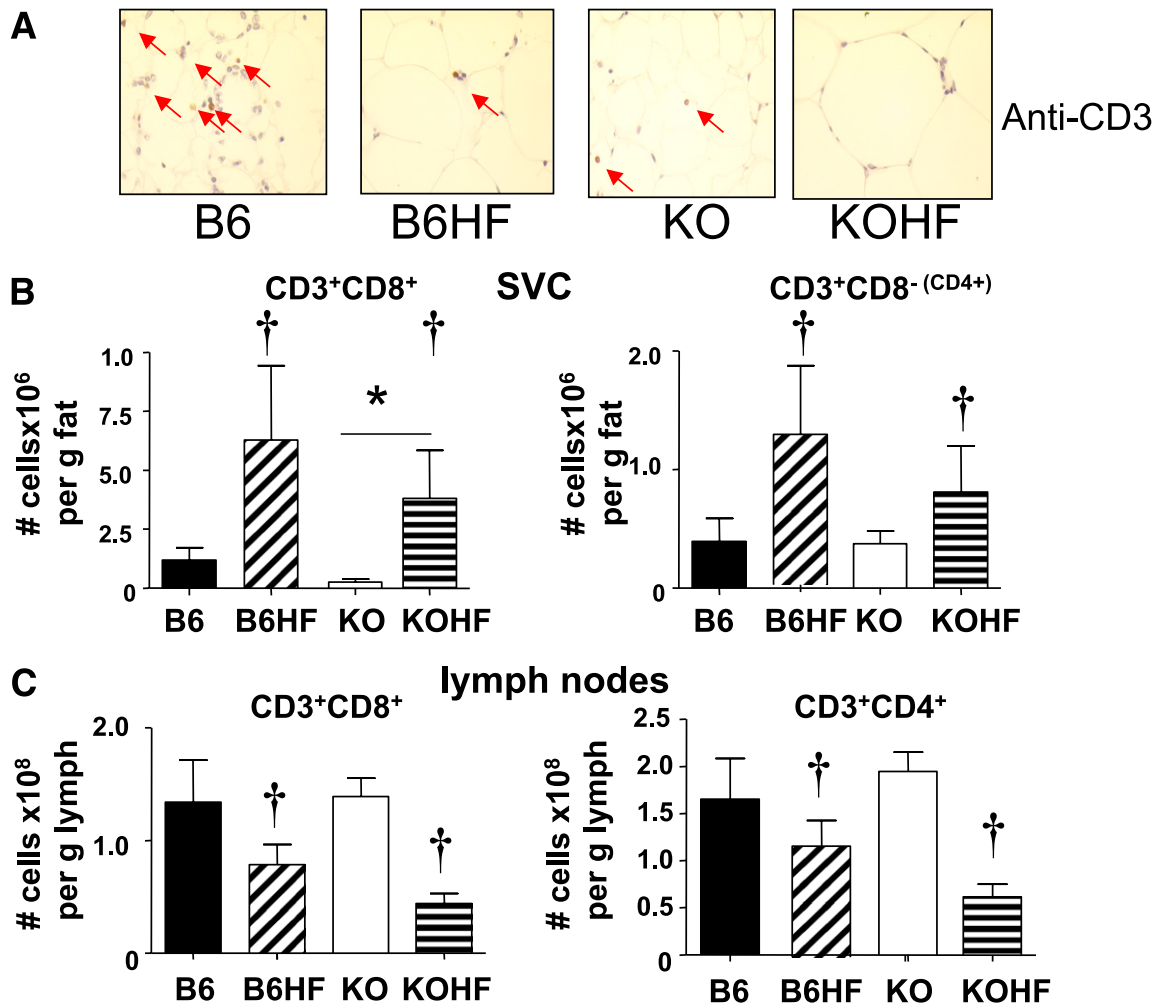 A
Anti-CD3
B6 B6HF KO KOHF
B
CD3+CD8+ SVC CD3+CD8- (CD4+)
† † † †
*
# cellsx10⁶
per g fat
1.0
7.5
5.0
2.5
0
B6 B6HF KO KOHF
# cellsx10⁶
per g fat
2.0
1.0
0
B6 B6HF KO KOHF
C
lymph nodes
CD3+CD8+ CD3+CD4+
# cells x10⁸
per g lymph
2.0
1.0
0
† †
B6 B6HF KO KOHF
# cells x10⁸
per g lymph
2.5
2.0
1.5
1.0
0.5
0
† †
B6 B6HF KO KOHF